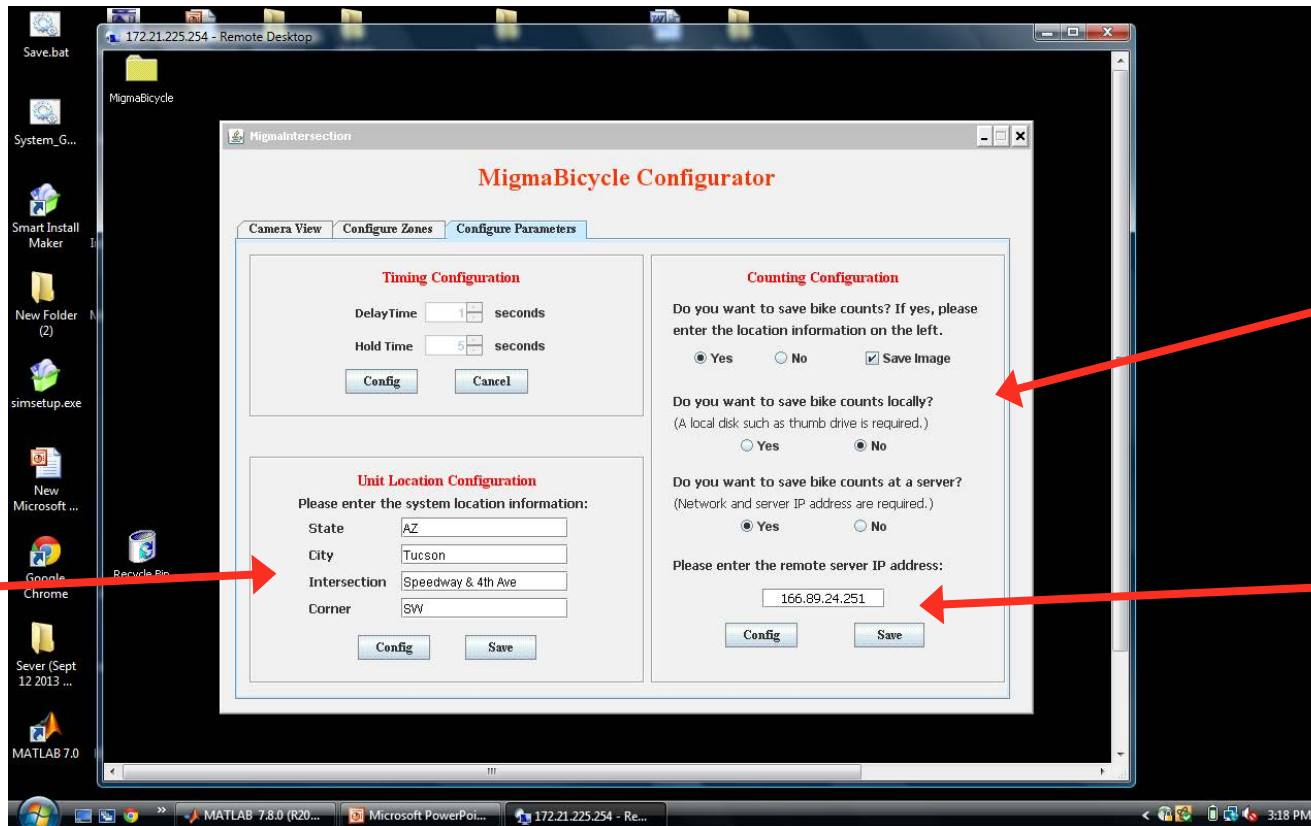 Save.bat
172.21.225.254 - Remote Desktop
MigmaBicycle
System_G...
Smart Install
Maker
New Folder
(2)
simsetup.exe
New
Microsoft ...
Google
Chrome
Recycle Bin
Sever (Sept
12 2013 ...
MATLAB 7.0
MigmaIntersection
MigmaBicycle Configurator
Camera View Configure Zones Configure Parameters
Timing Configuration
DelayTime 1 seconds
Hold Time 5 seconds
Config Cancel
Unit Location Configuration
Please enter the system location information:
State AZ
City Tucson
Intersection Speedway & 4th Ave
Corner SW
Config Save
Counting Configuration
Do you want to save bike counts? If yes, please
enter the location information on the left.
Yes No Save Image
Do you want to save bike counts locally?
(A local disk such as thumb drive is required.)
Yes No
Do you want to save bike counts at a server?
(Network and server IP address are required.)
Yes No
Please enter the remote server IP address:
166.89.24.251
Config Save
MATLAB 7.8.0 (R20... Microsoft PowerPoi... 172.21.225.254 - Re... 3:18 PM